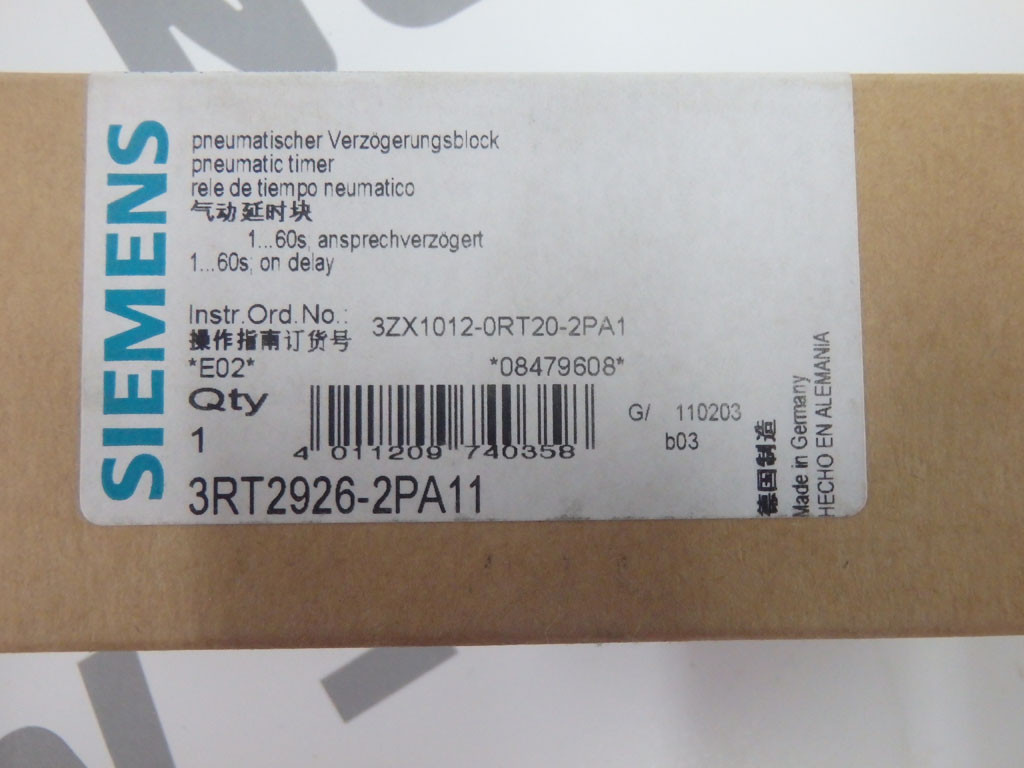 SIEMENS
pneumatischer Verzögerungsblock
pneumatic timer
rele de tiempo neumatico
气动延时块
1...60s, ansprechverzögert
1...60s, on delay
Instr.Ord.No.: 3ZX1012-0RT20-2PA1
操作指南订货号
*E02* *08479608*
Qty
1
4 011209 740358
G/ 110203
b03
3RT2926-2PA11
德国制造
Made in Germany
HECHO EN ALEMANIA